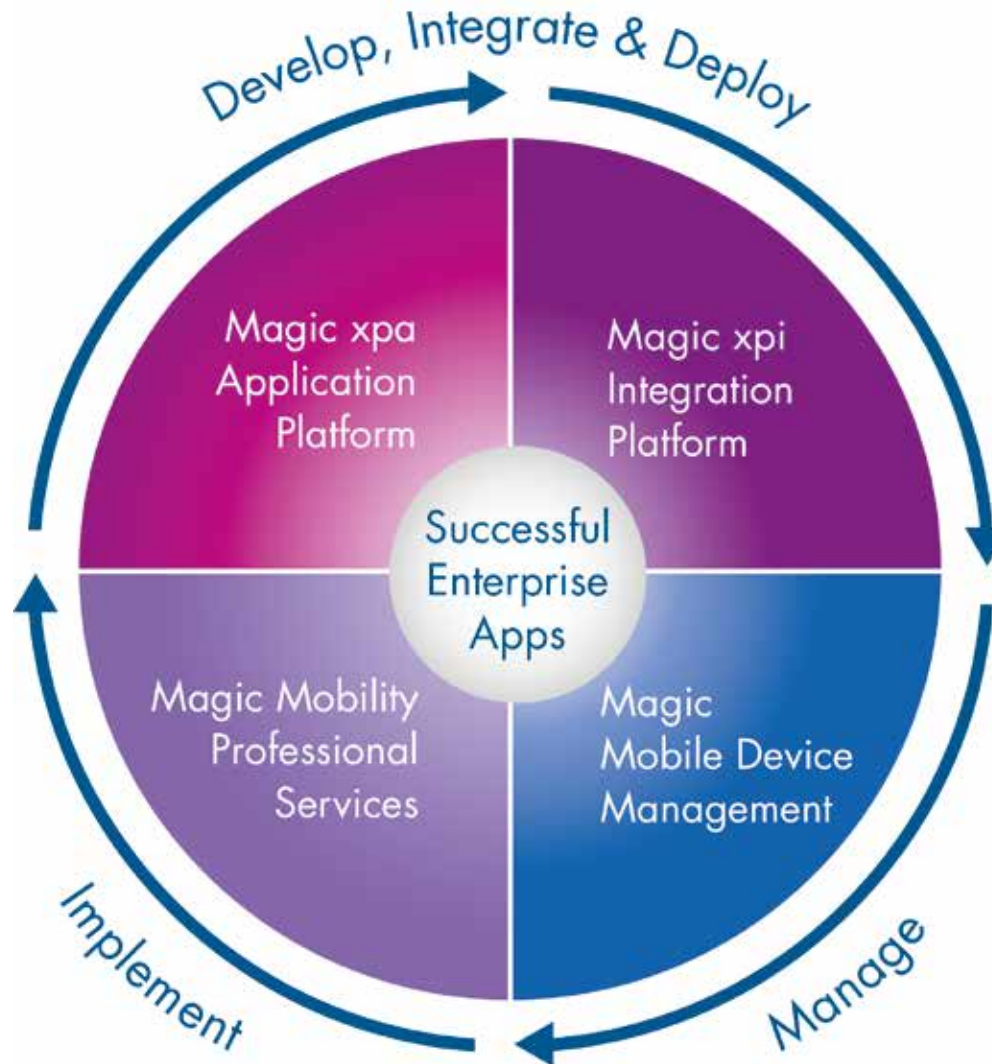 Develop, Integrate & Deploy
Magic xpa
Application
Platform
Magic xpi
Integration
Platform
Successful
Enterprise
Apps
Magic Mobility
Professional
Services
Magic
Mobile Device
Management
Implement
Manage